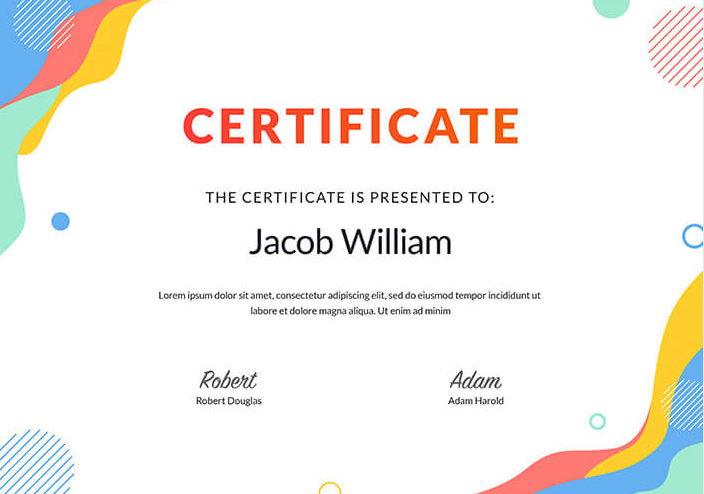 CERTIFICATE
THE CERTIFICATE IS PRESENTED TO:
Jacob William
Lorem ipsum dolor sit amet, consectetur adipiscing elit, sed do eiusmod tempor incididunt ut
labore et dolore magna aliqua. Ut enim ad minim
Robert
Adam
Robert Douglas
Adam Harold